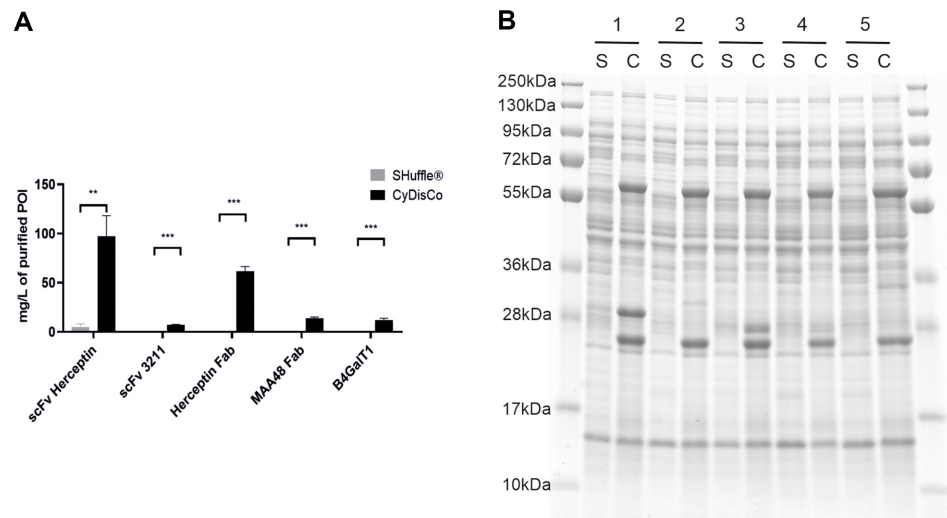 A
SHuffle®
CyDisCo
mg/L of purified POI
150
100
50
0
**
***
***
***
***
scFv Herceptin
scFv 3211
Herceptin Fab
MAA48 Fab
B4GalT1
B
1 2 3 4 5
S C S C S C S C S C
250kDa
130kDa
95kDa
72kDa
55kDa
36kDa
28kDa
17kDa
10kDa